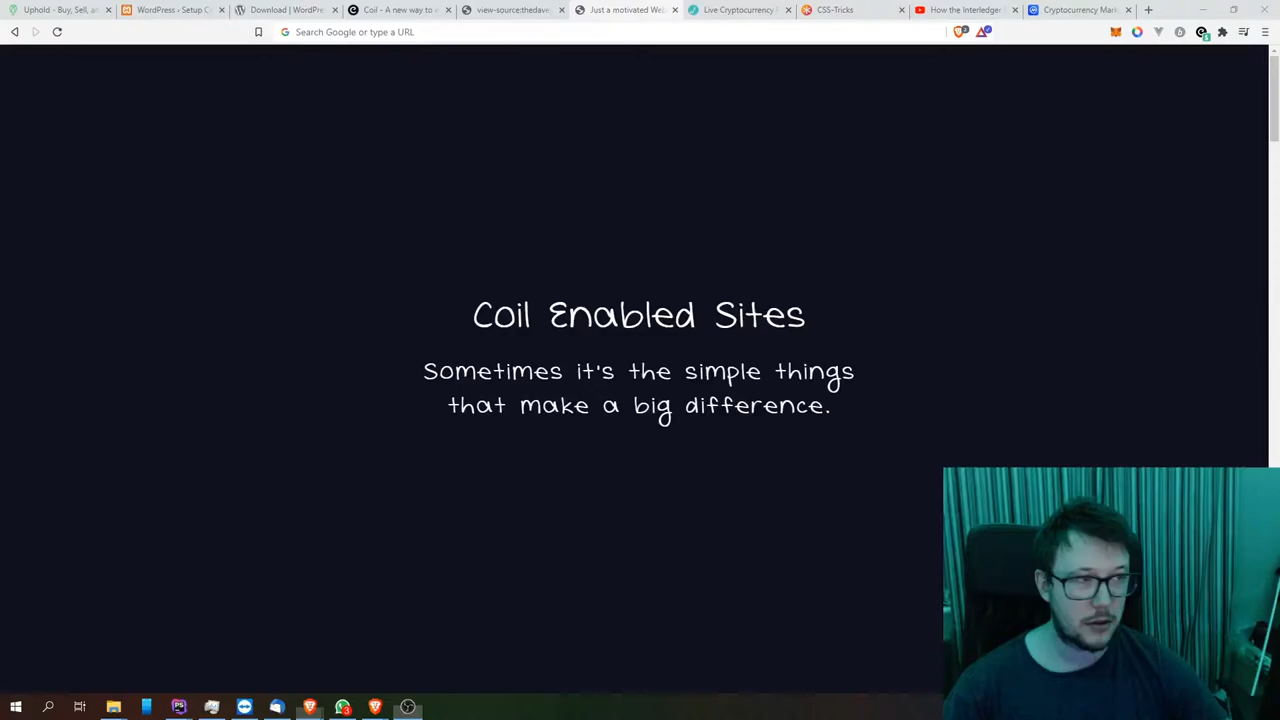 Uphold - Buy, Sell, an
WordPress › Setup C
Download | WordPre
Coil - A new way to e
view-source:thedave
Just a motivated Web
Live Cryptocurrency P
CSS-Tricks
How the Interledger
Cryptocurrency Mark
Search Google or type a URL
Coil Enabled Sites
Sometimes it's the simple things
that make a big difference.